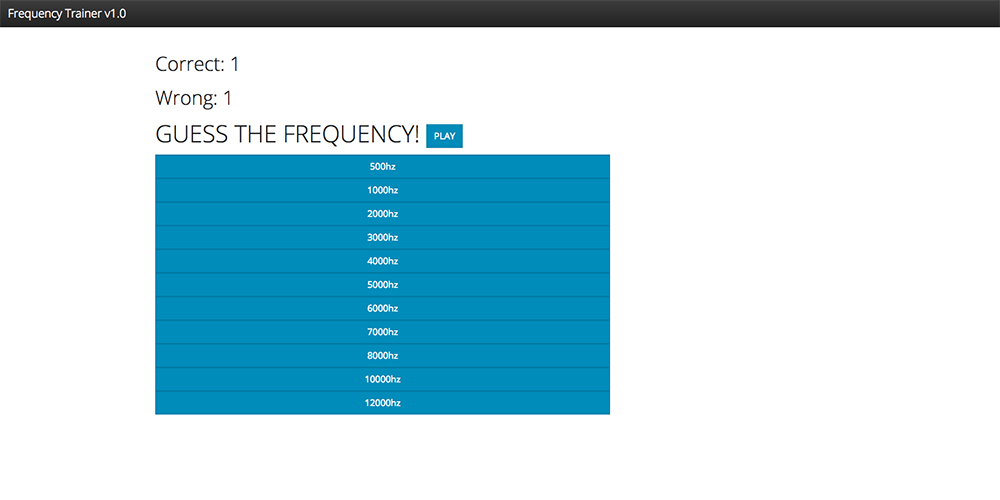 Frequency Trainer v1.0
Correct: 1
Wrong: 1
GUESS THE FREQUENCY! PLAY
500hz
1000hz
2000hz
3000hz
4000hz
5000hz
6000hz
7000hz
8000hz
10000hz
12000hz